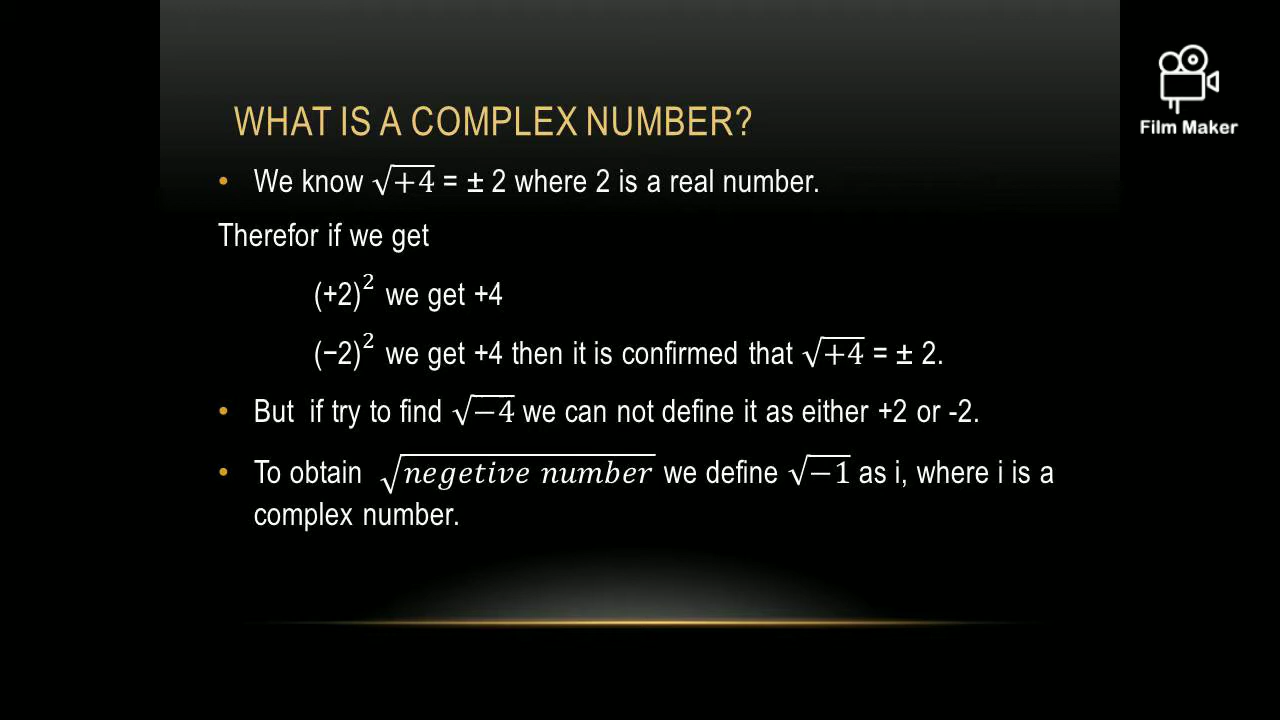 WHAT IS A COMPLEX NUMBER?
Film Maker
• We know √+4 = ± 2 where 2 is a real number.
Therefor if we get
(+2)² we get +4
(−2)² we get +4 then it is confirmed that √+4 = ± 2.
• But if try to find √−4 we can not define it as either +2 or -2.
• To obtain √negetive number we define √−1 as i, where i is a
complex number.